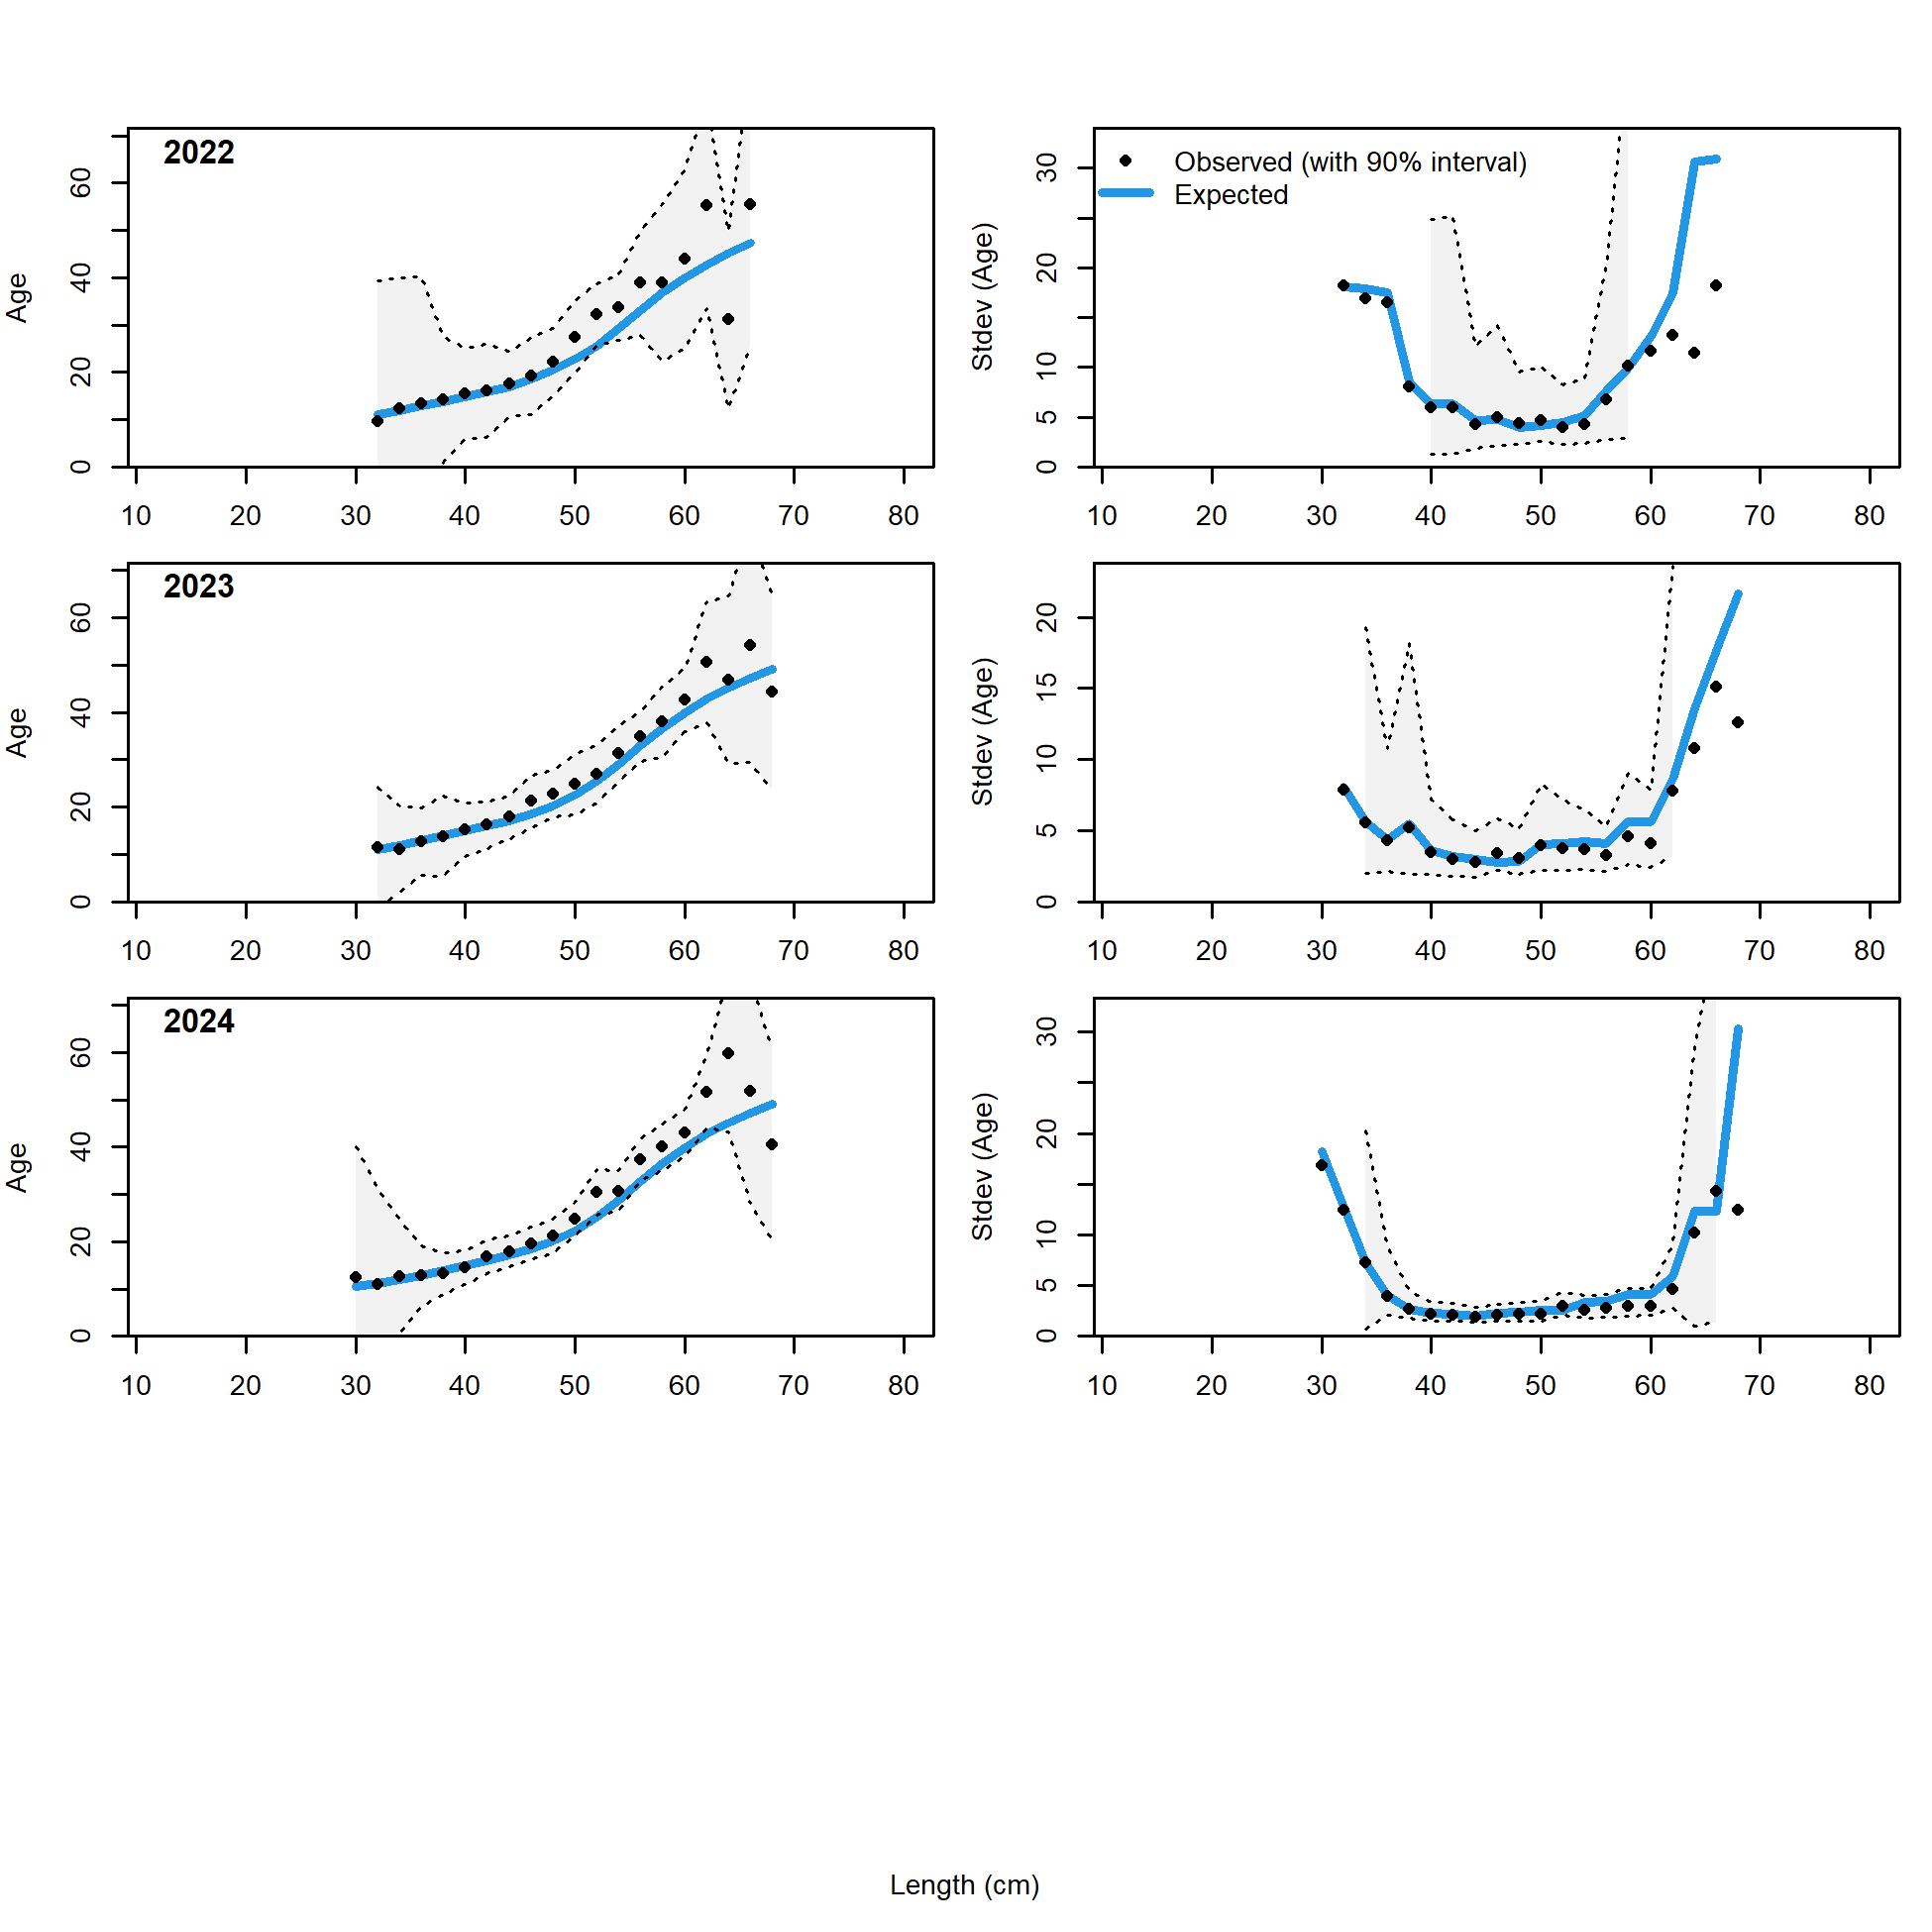 2022
Age
0 20 40 60
10 20 30 40 50 60 70 80
Observed (with 90% interval)
Expected
Stdev (Age)
0 5 10 20 30
10 20 30 40 50 60 70 80
2023
Age
0 20 40 60
10 20 30 40 50 60 70 80
Stdev (Age)
0 5 10 15 20
10 20 30 40 50 60 70 80
2024
Age
0 20 40 60
10 20 30 40 50 60 70 80
Stdev (Age)
0 5 10 20 30
10 20 30 40 50 60 70 80
Length (cm)